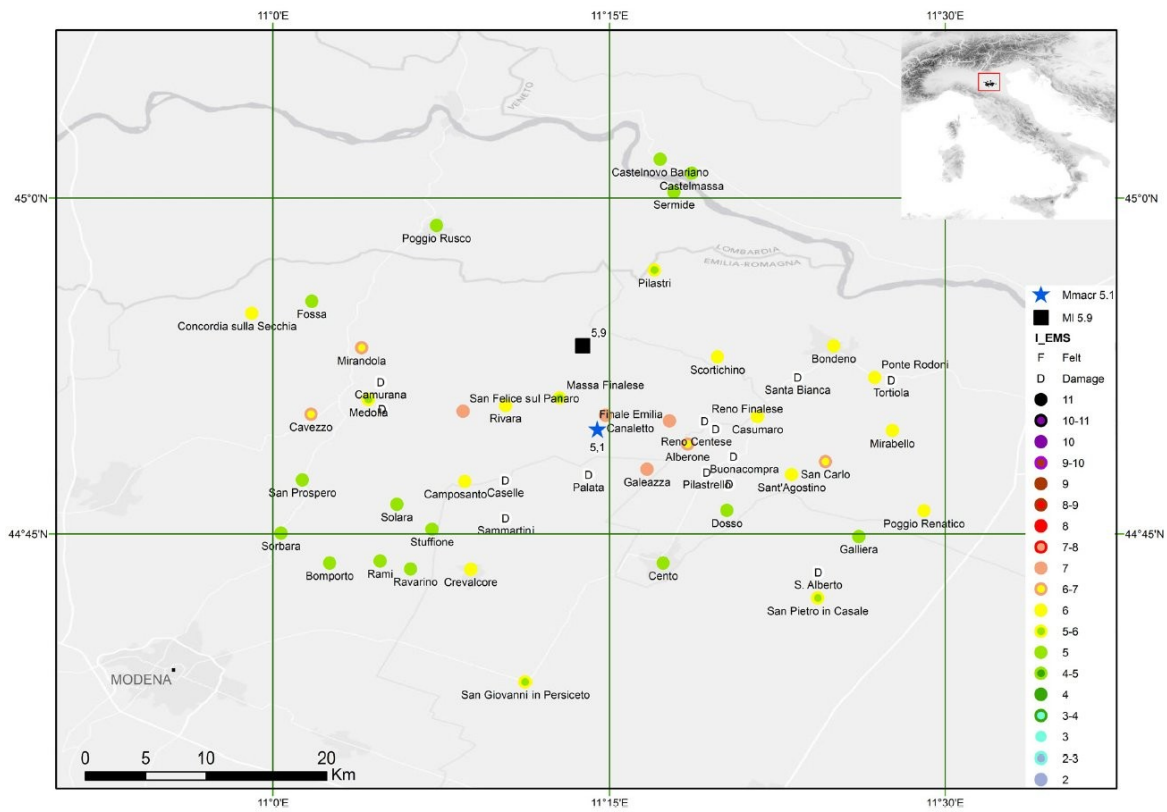 11°0'E
11°15'E
11°30'E
VENETO
Castelnovo Bariano
Castelmassa
45°0'N
45°0'N
Sermide
Poggio Rusco
LOMBARDIA
EMILIA-ROMAGNA
Pilastri
Fossa
Concordia sulla Secchia
5,9
Mirandola
Bondeno
Scortichino
Ponte Rodoni
D
Camurana
D
Santa Bianca
D
Tortiola
Massa Finalese
San Felice sul Panaro
Medolla
D
Rivara
Cavezzo
Finale Emilia
Canaletto
Reno Finalese
D
D
Casumaro
Mirabello
5,1
Reno Centese
Alberone
D
Buonacompra
San Carlo
San Prospero
Camposanto
D
Caselle
D
Palata
Galeazza
D
Pilastrello
D
Sant'Agostino
Solara
D
Sammartini
Dosso
Poggio Renatico
Stuffione
44°45'N
44°45'N
Sorbara
Galliera
Bomporto
Rami
Ravarino
Crevalcore
Cento
D
S. Alberto
San Pietro in Casale
MODENA
San Giovanni in Persiceto
0
5
10
20
Km
Mmacr 5.1
Ml 5.9
I_EMS
F Felt
D Damage
11
10-11
10
9-10
9
8-9
8
7-8
7
6-7
6
5-6
5
4-5
4
3-4
3
2-3
2
11°0'E
11°15'E
11°30'E